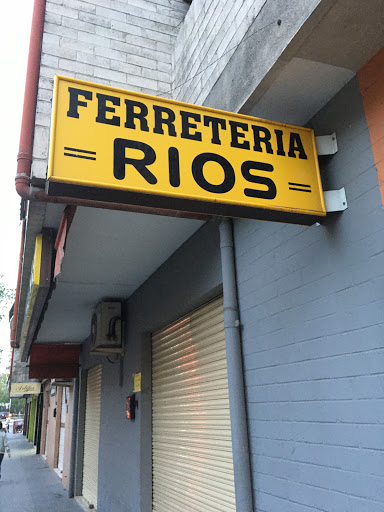 FERRETERIA
= RIOS =